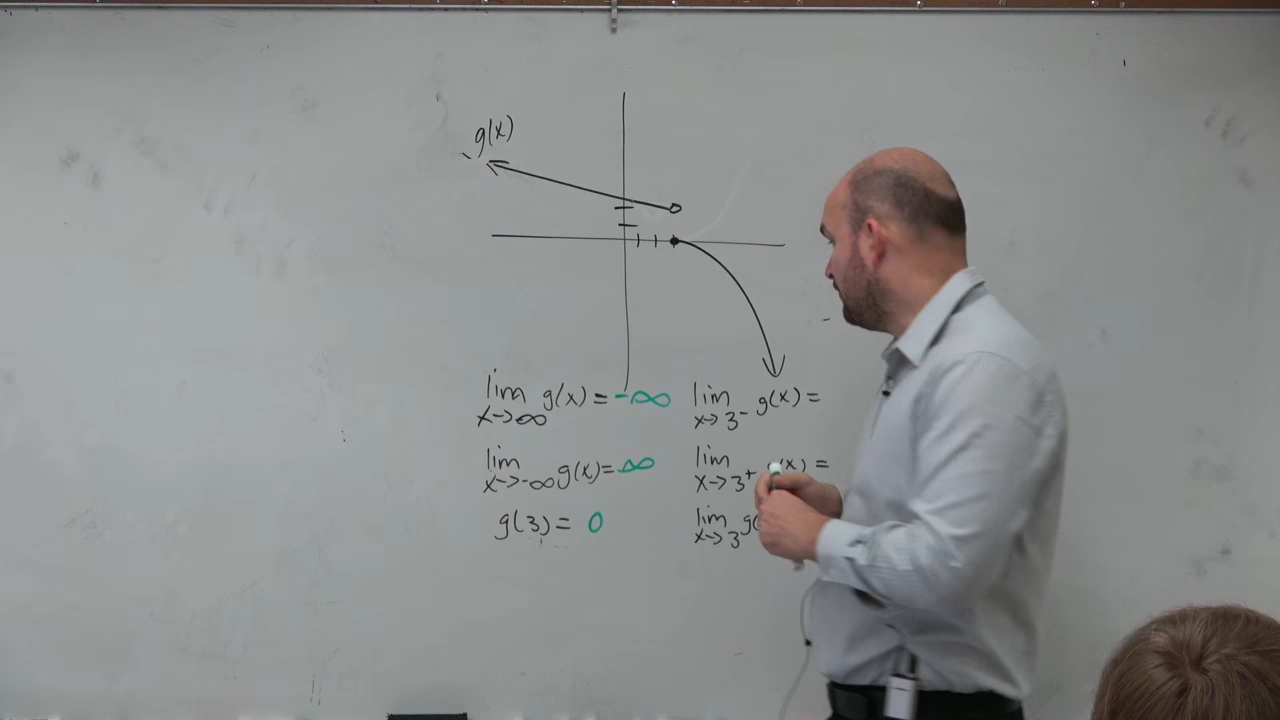 g(x)
lim g(x) = -∞
x→∞
lim g(x) = ∞
x→-∞
g(3) = 0
lim g(x) =
x→3⁻
lim (x) =
x→3⁺
lim g(
x→3